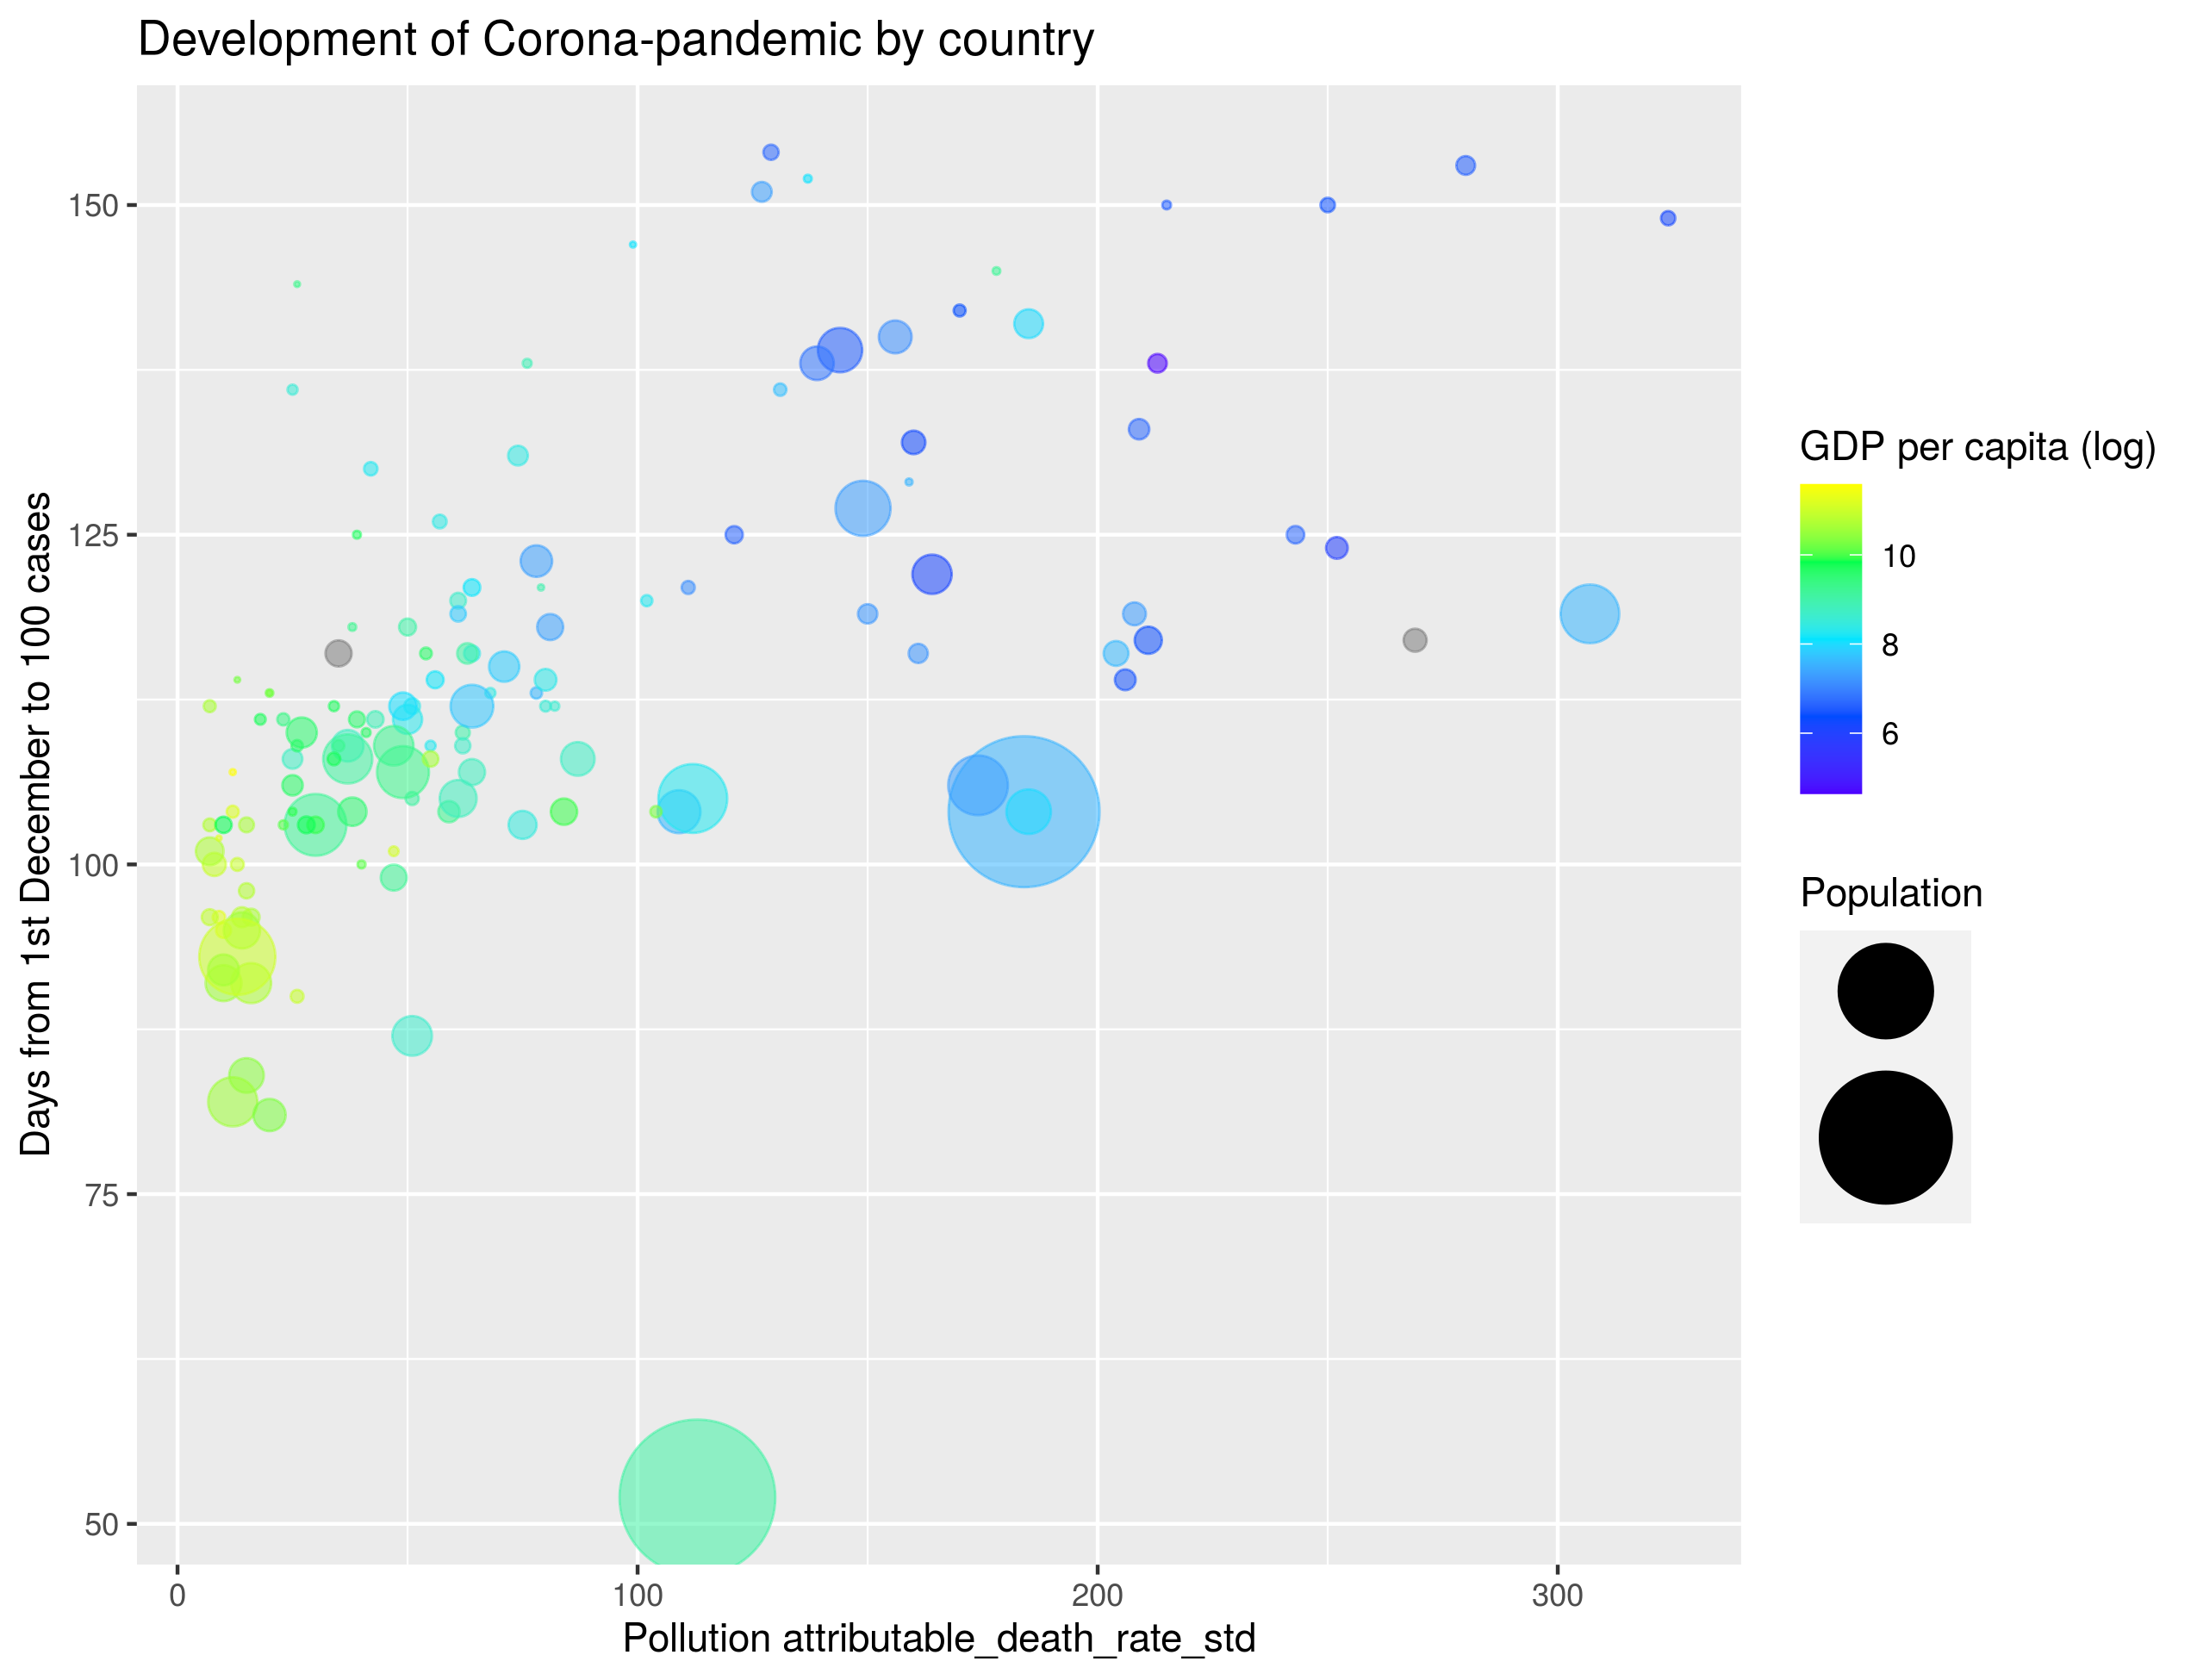 Development of Corona-pandemic by country
Days from 1st December to 100 cases
150
125
100
75
50
0
100
200
300
Pollution attributable_death_rate_std
GDP per capita (log)
10
8
6
Population